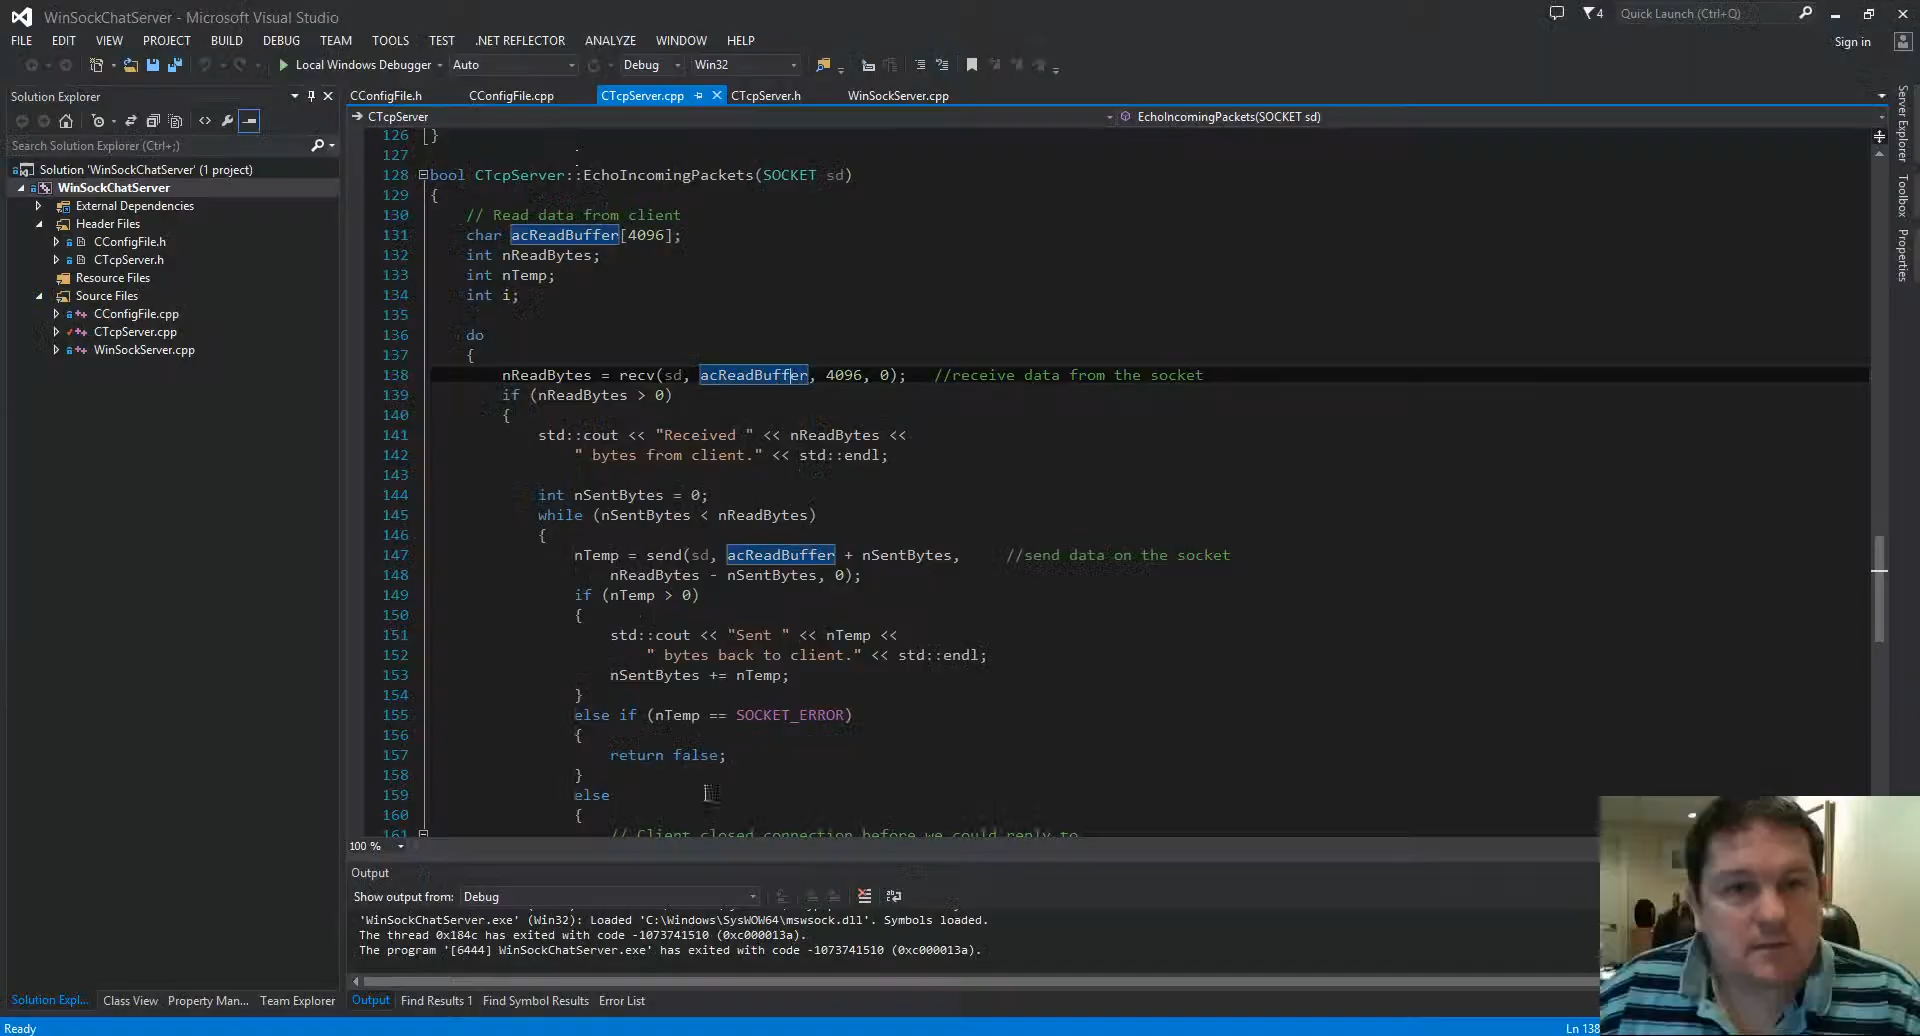 WinSockChatServer - Microsoft Visual Studio
4
Quick Launch (Ctrl+Q)
FILE EDIT VIEW PROJECT BUILD DEBUG TEAM TOOLS TEST .NET REFLECTOR ANALYZE WINDOW HELP
Sign in
Local Windows Debugger Auto Debug Win32
Solution Explorer
Search Solution Explorer (Ctrl+;)
Solution 'WinSockChatServer' (1 project)
WinSockChatServer
External Dependencies
Header Files
CConfigFile.h
CTcpServer.h
Resource Files
Source Files
CConfigFile.cpp
CTcpServer.cpp
WinSockServer.cpp
CConfigFile.h CConfigFile.cpp CTcpServer.cpp CTcpServer.h WinSockServer.cpp
CTcpServer EchoIncomingPackets(SOCKET sd)
126 }
127
128 bool CTcpServer::EchoIncomingPackets(SOCKET sd)
129 {
130 // Read data from client
131 char acReadBuffer[4096];
132 int nReadBytes;
133 int nTemp;
134 int i;
135
136 do
137 {
138 nReadBytes = recv(sd, acReadBuffer, 4096, 0); //receive data from the socket
139 if (nReadBytes > 0)
140 {
141 std::cout << "Received " << nReadBytes <<
142 " bytes from client." << std::endl;
143
144 int nSentBytes = 0;
145 while (nSentBytes < nReadBytes)
146 {
147 nTemp = send(sd, acReadBuffer + nSentBytes, //send data on the socket
148 nReadBytes - nSentBytes, 0);
149 if (nTemp > 0)
150 {
151 std::cout << "Sent " << nTemp <<
152 " bytes back to client." << std::endl;
153 nSentBytes += nTemp;
154 }
155 else if (nTemp == SOCKET_ERROR)
156 {
157 return false;
158 }
159 else
160 {
161 // Client closed connection before we could reply to
100 %
Output
Show output from: Debug
'WinSockChatServer.exe' (Win32): Loaded 'C:\Windows\SysWOW64\mswsock.dll'. Symbols loaded.
The thread 0x184c has exited with code -1073741510 (0xc000013a).
The program '[6444] WinSockChatServer.exe' has exited with code -1073741510 (0xc000013a).
Solution Expl... Class View Property Man... Team Explorer
Output Find Results 1 Find Symbol Results Error List
Ready
Ln 138
Server Explorer
Toolbox
Properties